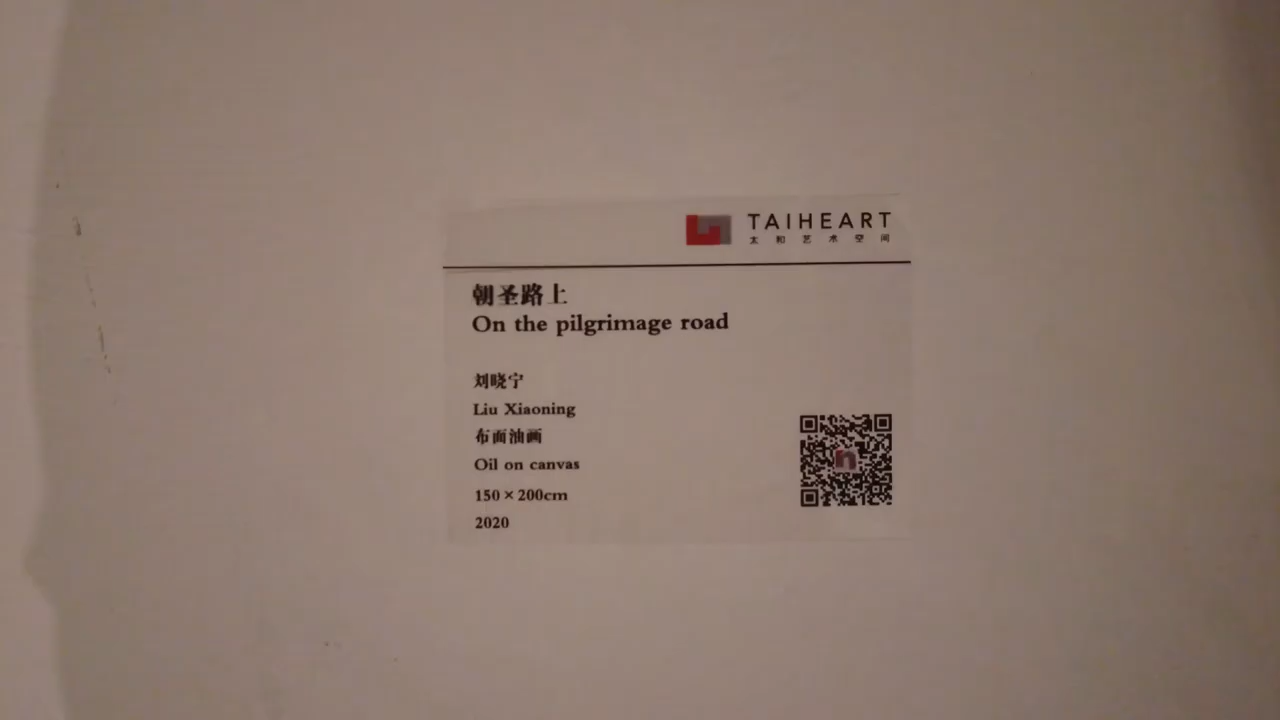 TAIHEART
太和艺术空间
朝圣路上
On the pilgrimage road
刘晓宁
Liu Xiaoning
布面油画
Oil on canvas
150×200cm
2020